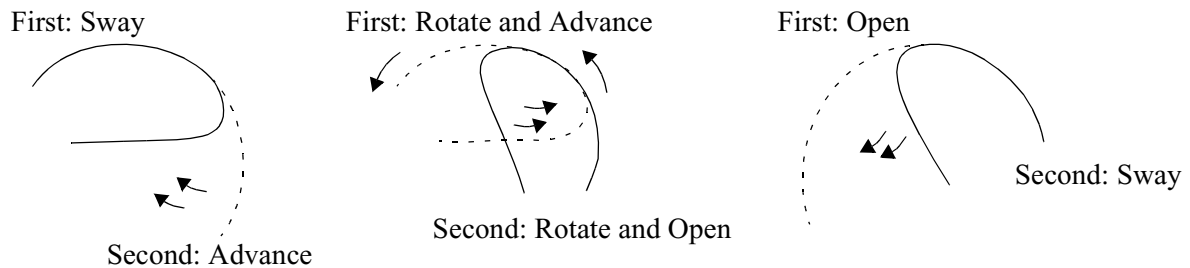 First: Sway
First: Rotate and Advance
First: Open
Second: Sway
Second: Rotate and Open
Second: Advance